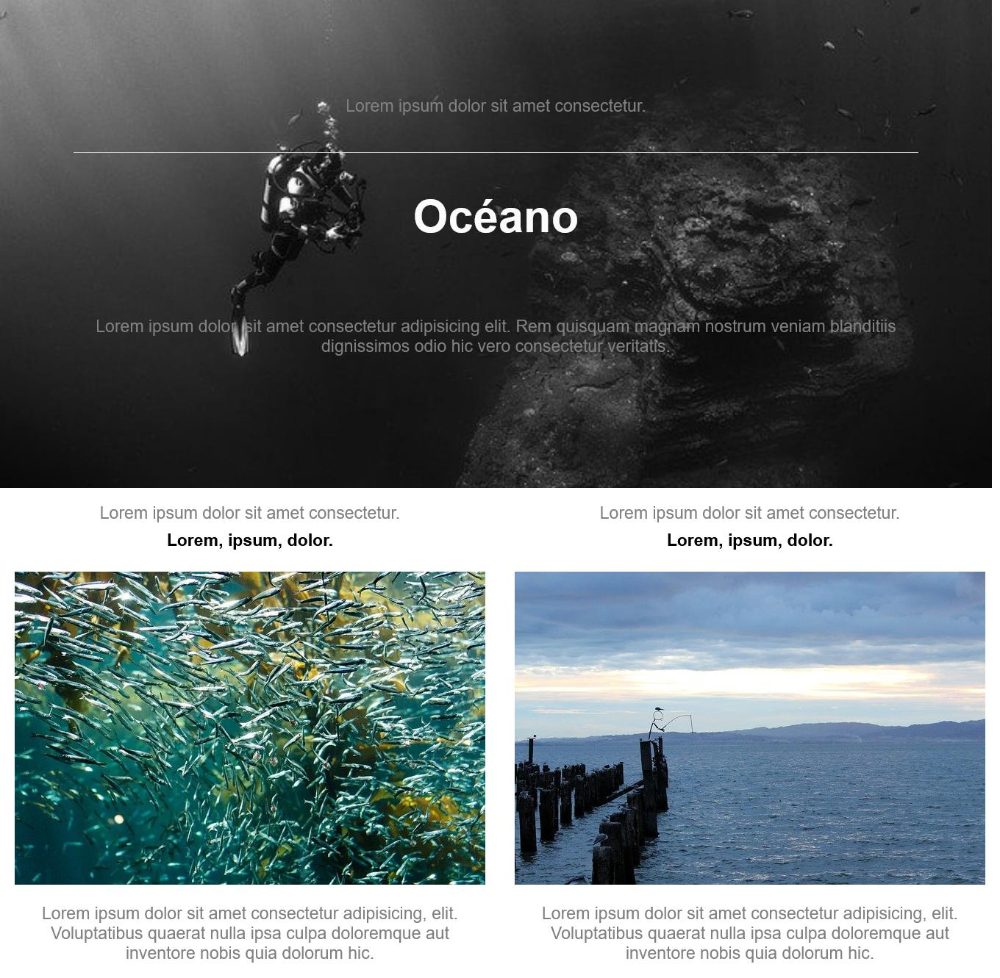 Lorem ipsum dolor sit amet consectetur.
Océano
Lorem ipsum dolor sit amet consectetur adipisicing elit. Rem quisquam magnam nostrum veniam blanditiis
dignissimos odio hic vero consectetur veritatis.
Lorem ipsum dolor sit amet consectetur.
Lorem, ipsum, dolor.
Lorem ipsum dolor sit amet consectetur adipisicing, elit.
Voluptatibus quaerat nulla ipsa culpa doloremque aut
inventore nobis quia dolorum hic.
Lorem ipsum dolor sit amet consectetur.
Lorem, ipsum, dolor.
Lorem ipsum dolor sit amet consectetur adipisicing, elit.
Voluptatibus quaerat nulla ipsa culpa doloremque aut
inventore nobis quia dolorum hic.